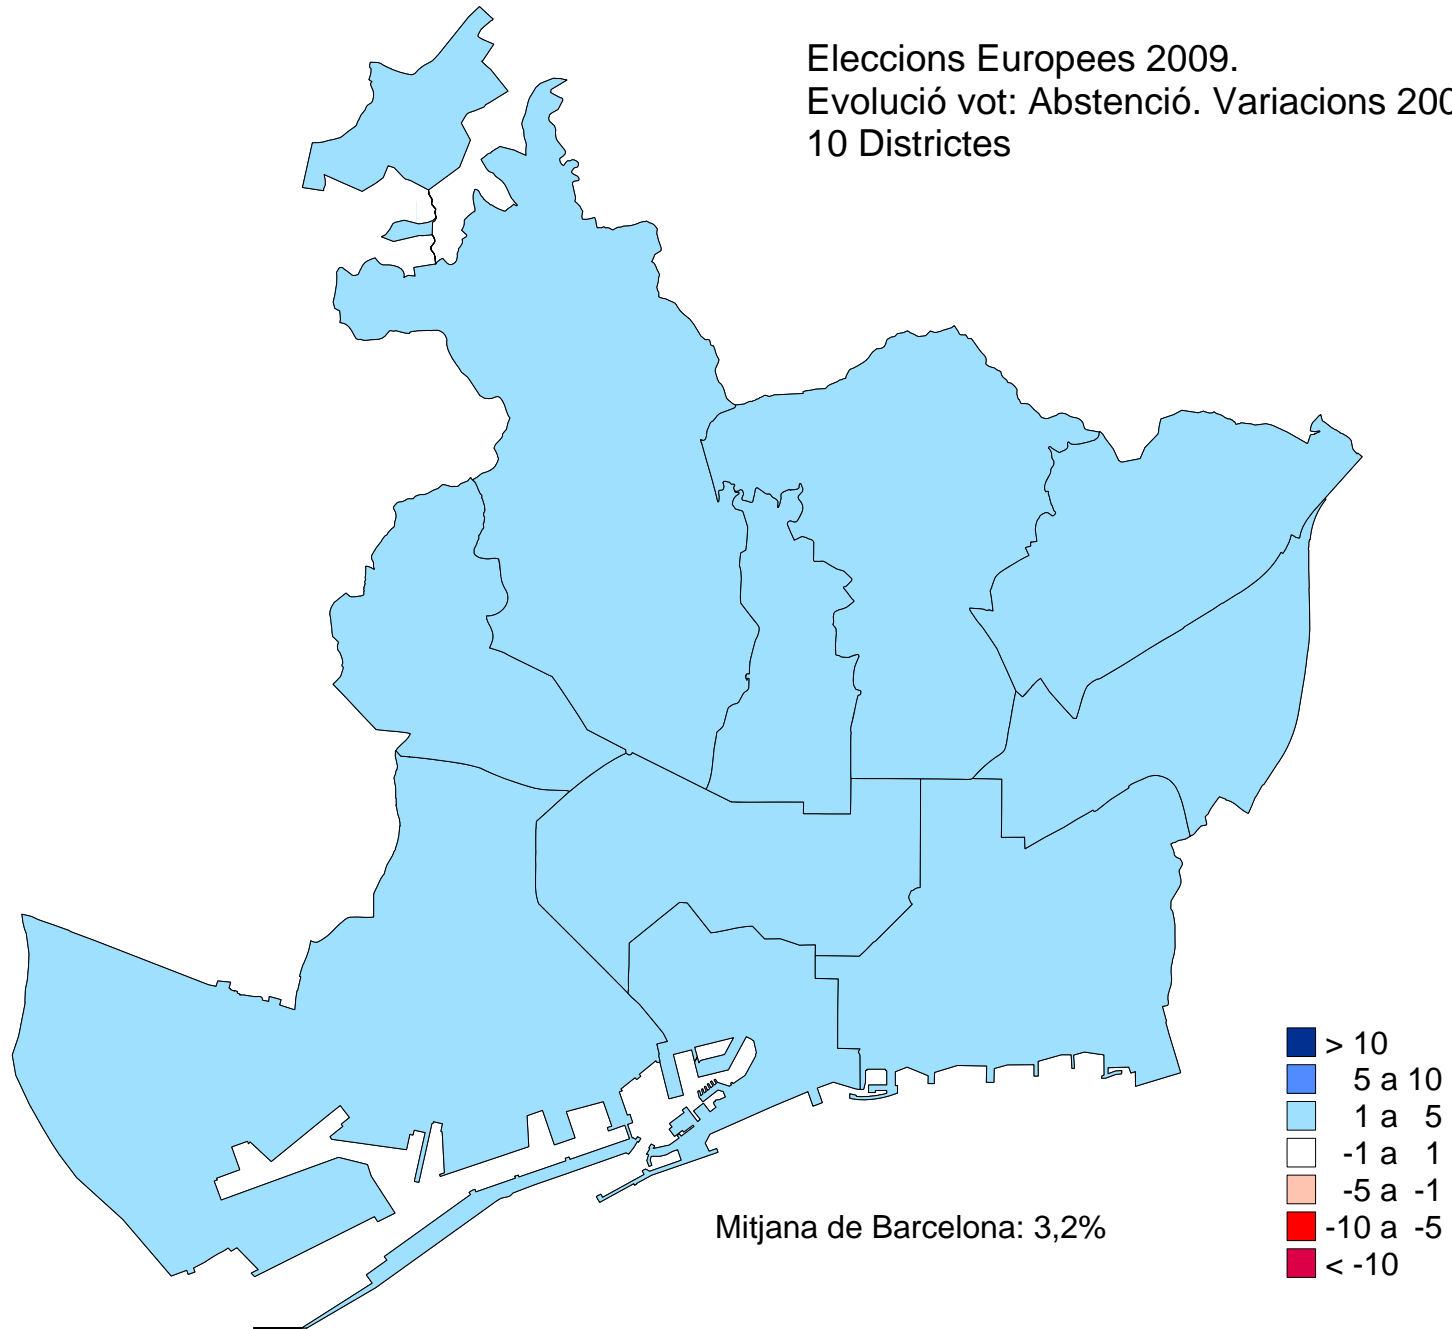 Eleccions Europees 2009.
Evolució vot: Abstenció. Variacions
10 Districtes
> 10
5 a 10
1 a 5
-1 a 1
-5 a -1
-10 a -5
< -10
Mitjana de Barcelona: 3,2%